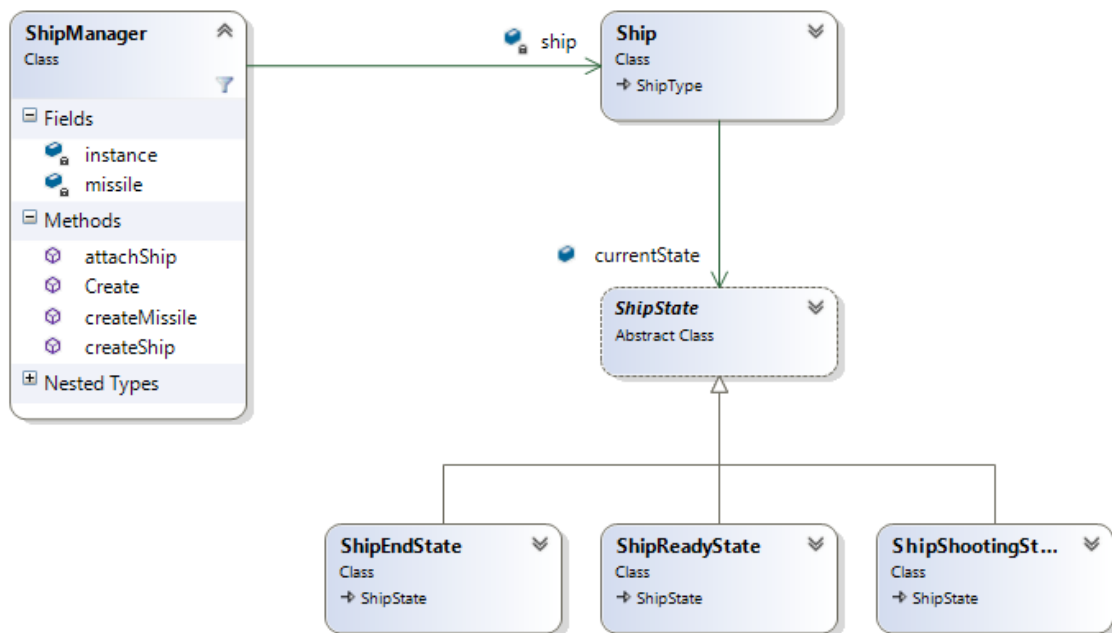 ShipManager
Class
Fields
instance
missile
Methods
attachShip
Create
createMissile
createShip
Nested Types
ship
Ship
Class
ShipType
currentState
ShipState
Abstract Class
ShipEndState
Class
ShipState
ShipReadyState
Class
ShipState
ShipShootingSt...
Class
ShipState